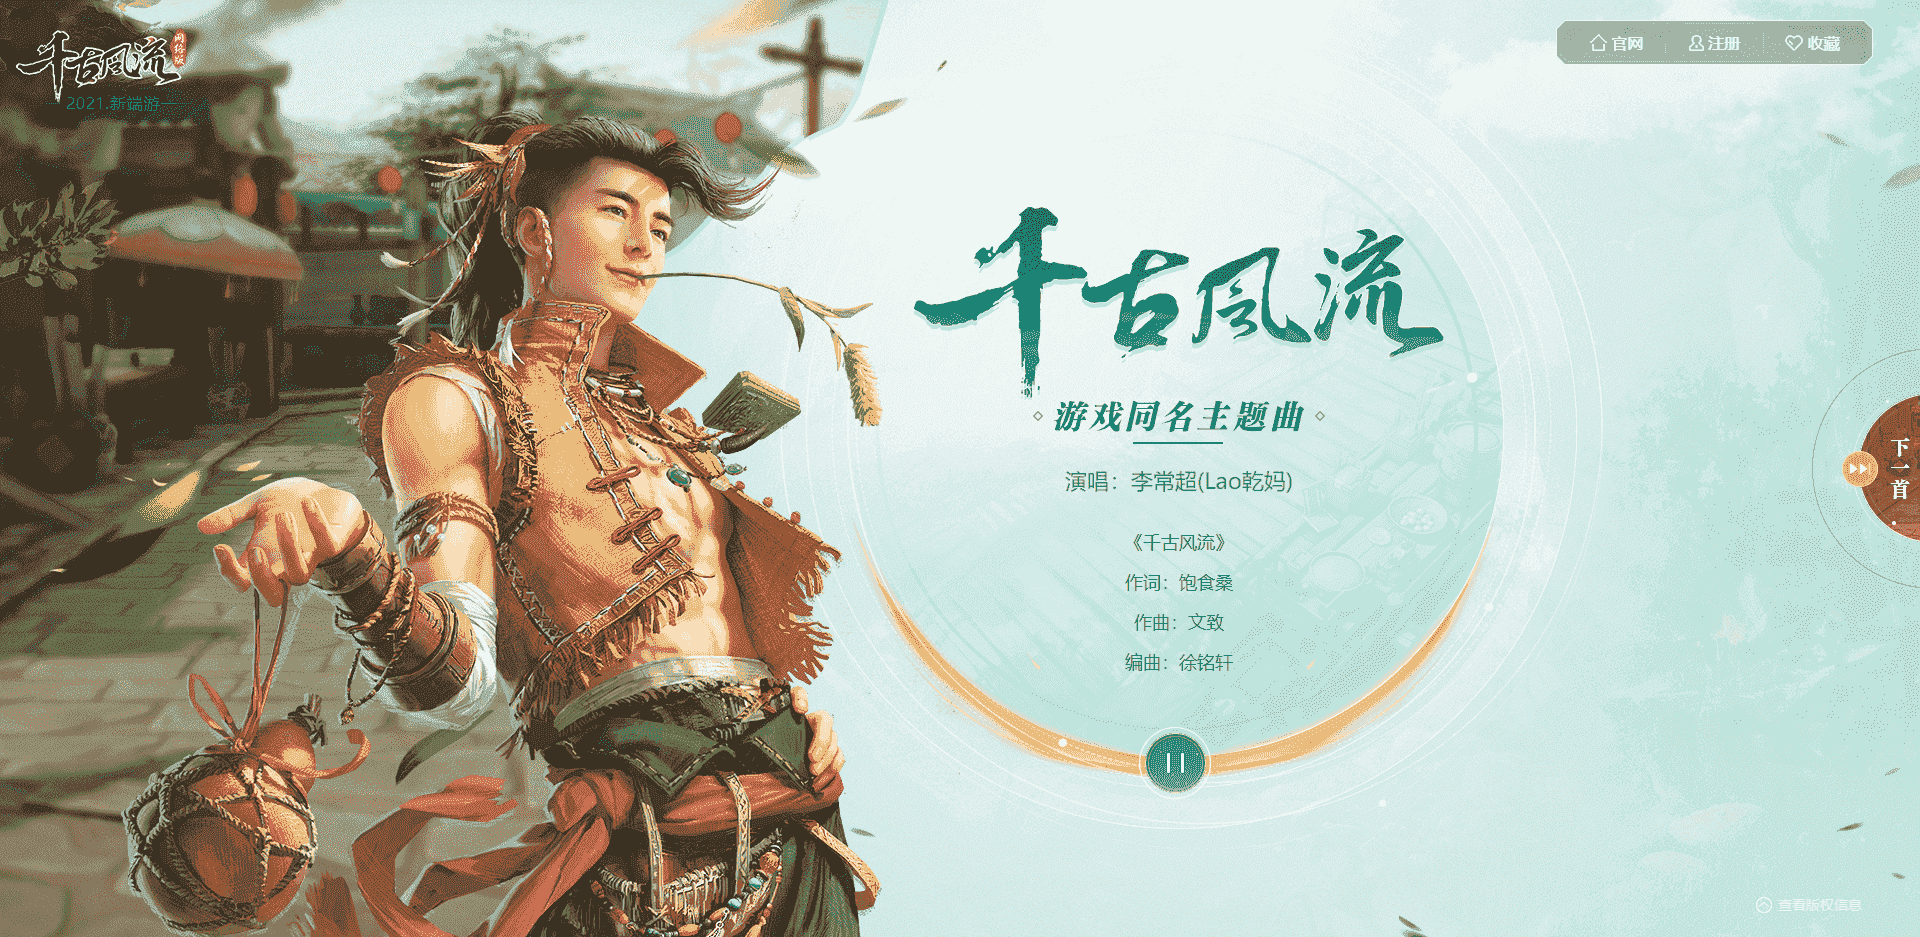 千古风流
网络版
2021.新端游
官网
注册
收藏
千古风流
游戏同名主题曲
演唱：李常超(Lao乾妈)
《千古风流》
作词：饱食桑
作曲：文致
编曲：徐铭轩
下一首
查看版权信息